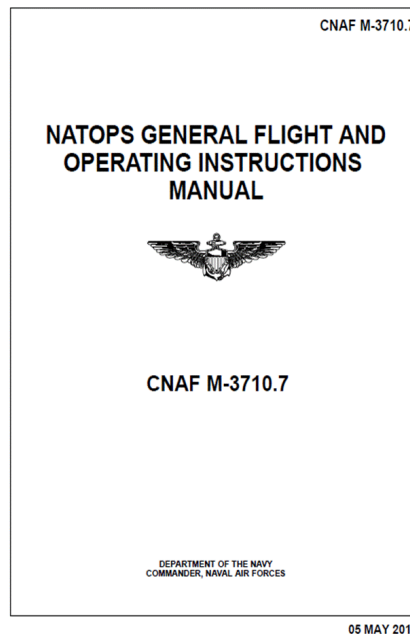 CNAF M-3710.7
NATOPS GENERAL FLIGHT AND
OPERATING INSTRUCTIONS
MANUAL
CNAF M-3710.7
DEPARTMENT OF THE NAVY
COMMANDER, NAVAL AIR FORCES
05 MAY 201